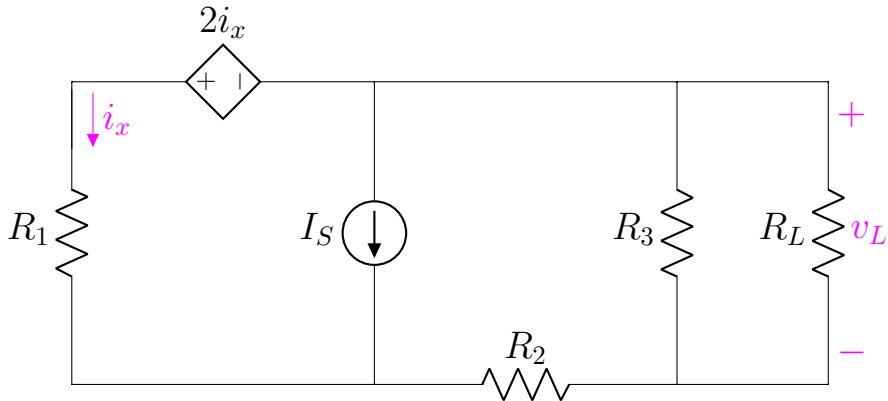 2i_x
+ −
i_x
+
R_1
I_S
R_3
R_L
v_L
R_2
−